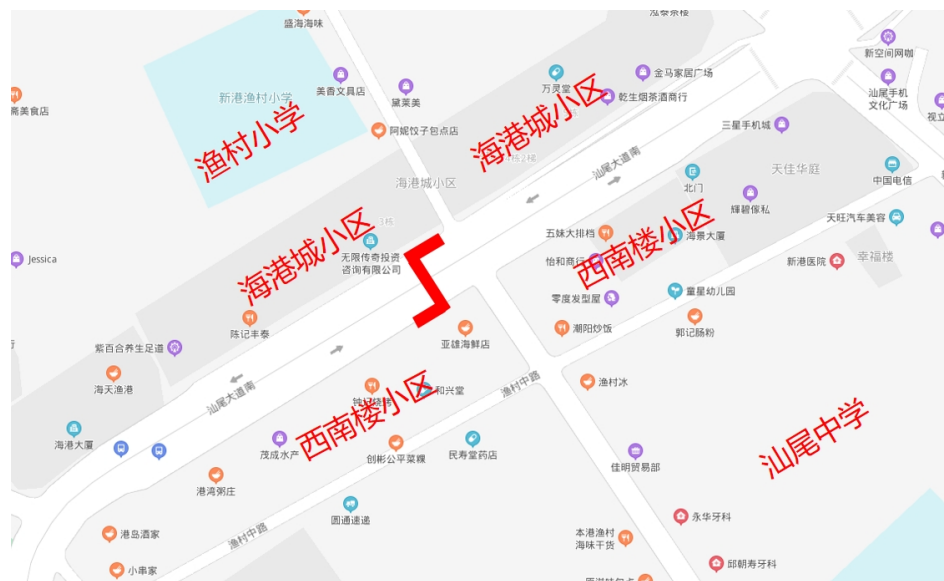 盛海海味
泓泰茶楼
新空间网咖
美香文具店
黛莱美
万灵堂
金马家居广场
乾生烟茶酒商行
汕尾手机
文化广场
斋美食店
新港渔村小学
渔村小学
阿妮饺子包点店
海港城小区
三星手机城
视立
海港城小区
汕尾大道南
北门
天佳华庭
中国电信
輝碧傢私
天旺汽车美容
五妹大排档
海景大厦
西南楼小区
怡和商行
新港医院
幸福楼
Jessica
无限传奇投资
咨询有限公司
海港城小区
零度发型屋
童星幼儿园
陈记丰泰
亚雄海鲜店
潮阳炒饭
郭记肠粉
紫百合养生足道
海天渔港
汕尾大道南
和兴堂
西南楼小区
渔村中路
渔村冰
海港大厦
茂成水产
创彬公平菜粿
民寿堂药店
佳明贸易部
汕尾中学
港湾粥庄
圆通速递
永华牙科
港岛酒家
渔村中路
本港渔村
海味干货
邱朝寿牙科
小串家